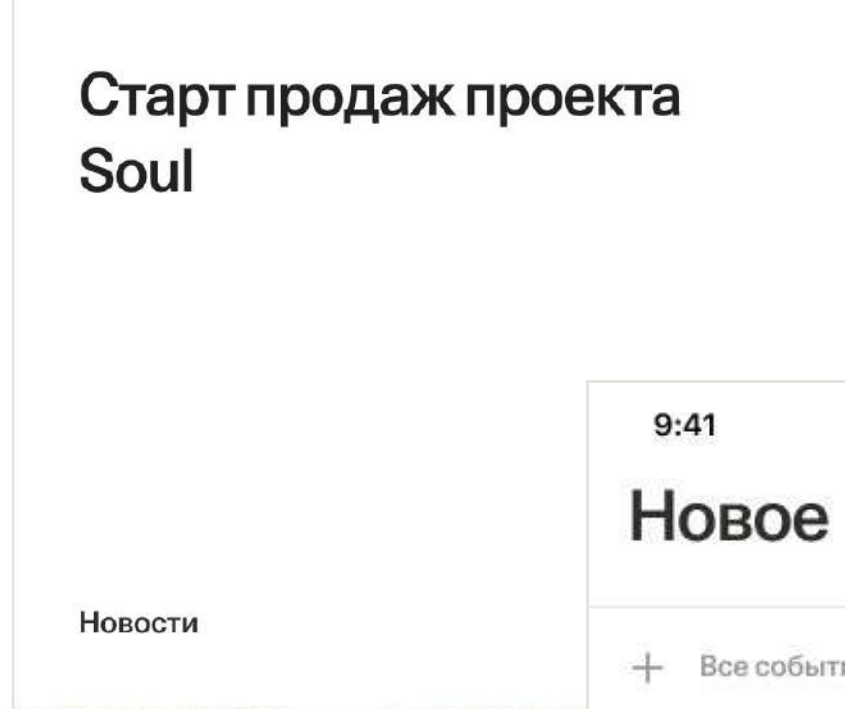 Старт продаж проекта
Soul
9:41
Новое
Новости
Все событ